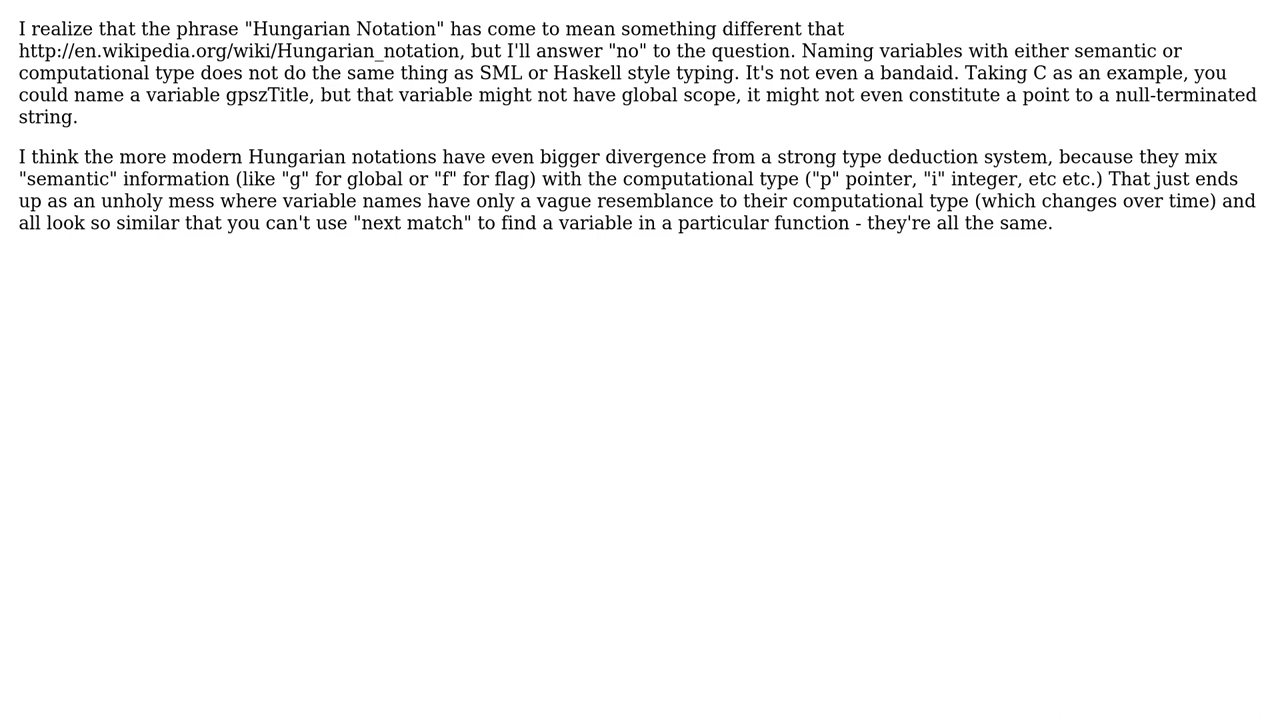 I realize that the phrase "Hungarian Notation" has come to mean something different that
http://en.wikipedia.org/wiki/Hungarian_notation, but I'll answer "no" to the question. Naming variables with either semantic or
computational type does not do the same thing as SML or Haskell style typing. It's not even a bandaid. Taking C as an example, you
could name a variable gpszTitle, but that variable might not have global scope, it might not even constitute a point to a null-terminated
string.
I think the more modern Hungarian notations have even bigger divergence from a strong type deduction system, because they mix
"semantic" information (like "g" for global or "f" for flag) with the computational type ("p" pointer, "i" integer, etc etc.) That just ends
up as an unholy mess where variable names have only a vague resemblance to their computational type (which changes over time) and
all look so similar that you can't use "next match" to find a variable in a particular function - they're all the same.